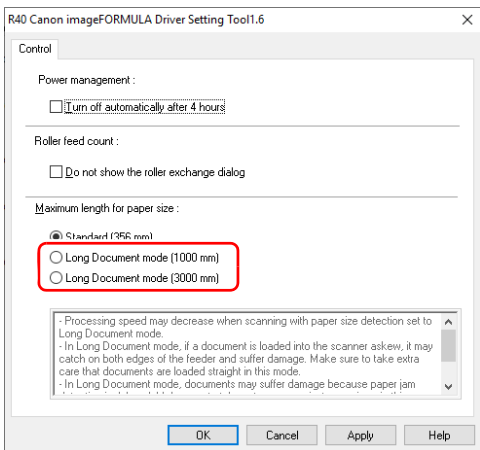 R40 Canon imageFORMULA Driver Setting Tool1.6
Control
Power management :
Turn off automatically after 4 hours
Roller feed count :
Do not show the roller exchange dialog
Maximum length for paper size :
Standard (356 mm)
Long Document mode (1000 mm)
Long Document mode (3000 mm)
- Processing speed may decrease when scanning with paper size detection set to
Long Document mode.
- In Long Document mode, if a document is loaded into the scanner askew, it may
catch on both edges of the feeder and suffer damage. Make sure to take extra
care that documents are loaded straight in this mode.
- In Long Document mode, documents may suffer damage because paper jam
OK Cancel Apply Help